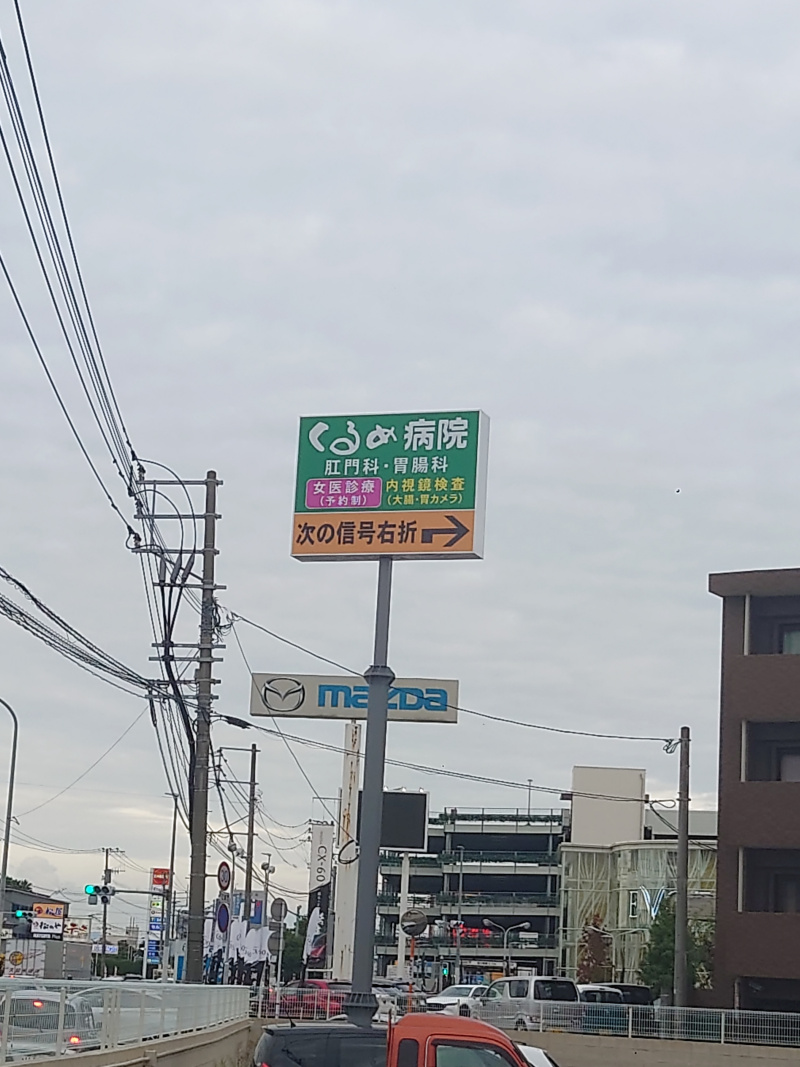 くるめ病院
肛門科・胃腸科
女医診療 内視鏡検査
(予約制) (大腸・胃カメラ)
次の信号右折
mazda
CX-60
松屋